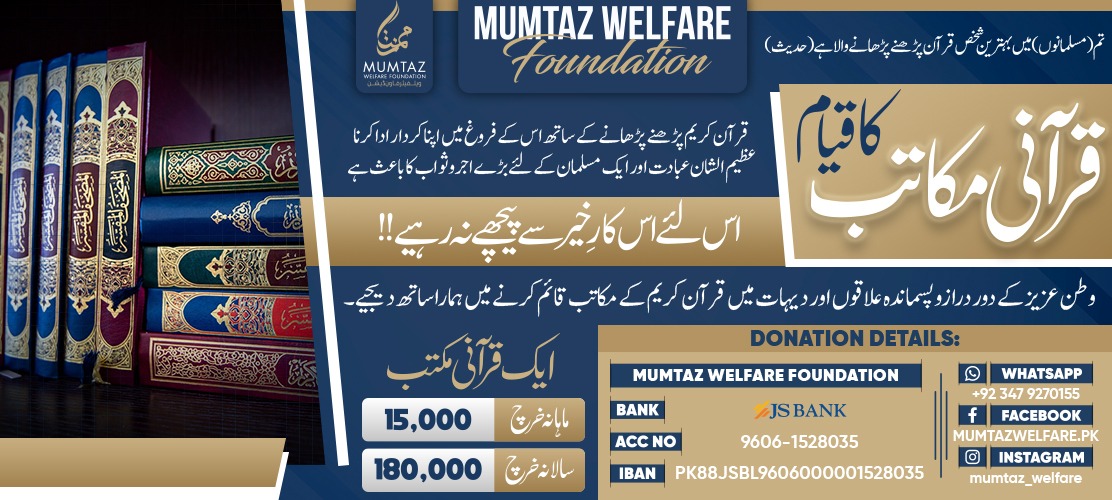 ممتاز
MUMTAZ
WELFARE FOUNDATION
ویلفیئر فاؤنڈیشن
MUMTAZ WELFARE
Foundation
تم (مسلمانوں) میں بہترین شخص قرآن پڑھنے پڑھانے والا ہے (حدیث)
قرآنی مکاتب
کا قیام
قرآن کریم پڑھنے پڑھانے کے ساتھ اس کے فروغ میں اپنا کردار ادا کرنا
عظیم الشان عبادت اور ایک مسلمان کے لئے بڑے اجر و ثواب کا باعث ہے
اس لئے اس کارِ خیر سے پیچھے نہ رہیے!!
وطن عزیز کے دور دراز و پسماندہ علاقوں اور دیہات میں قرآن کریم کے مکاتب قائم کرنے میں ہمارا ساتھ دیجیے۔
ایک قرآنی مکتب
ماہانہ خرچ 15,000
سالانہ خرچ 180,000
DONATION DETAILS:
MUMTAZ WELFARE FOUNDATION
BANK JS BANK
ACC NO 9606-1528035
IBAN PK88JSBL9606000001528035
WHATSAPP
+92 347 9270155
FACEBOOK
MUMTAZWELFARE.PK
INSTAGRAM
mumtaz_welfare